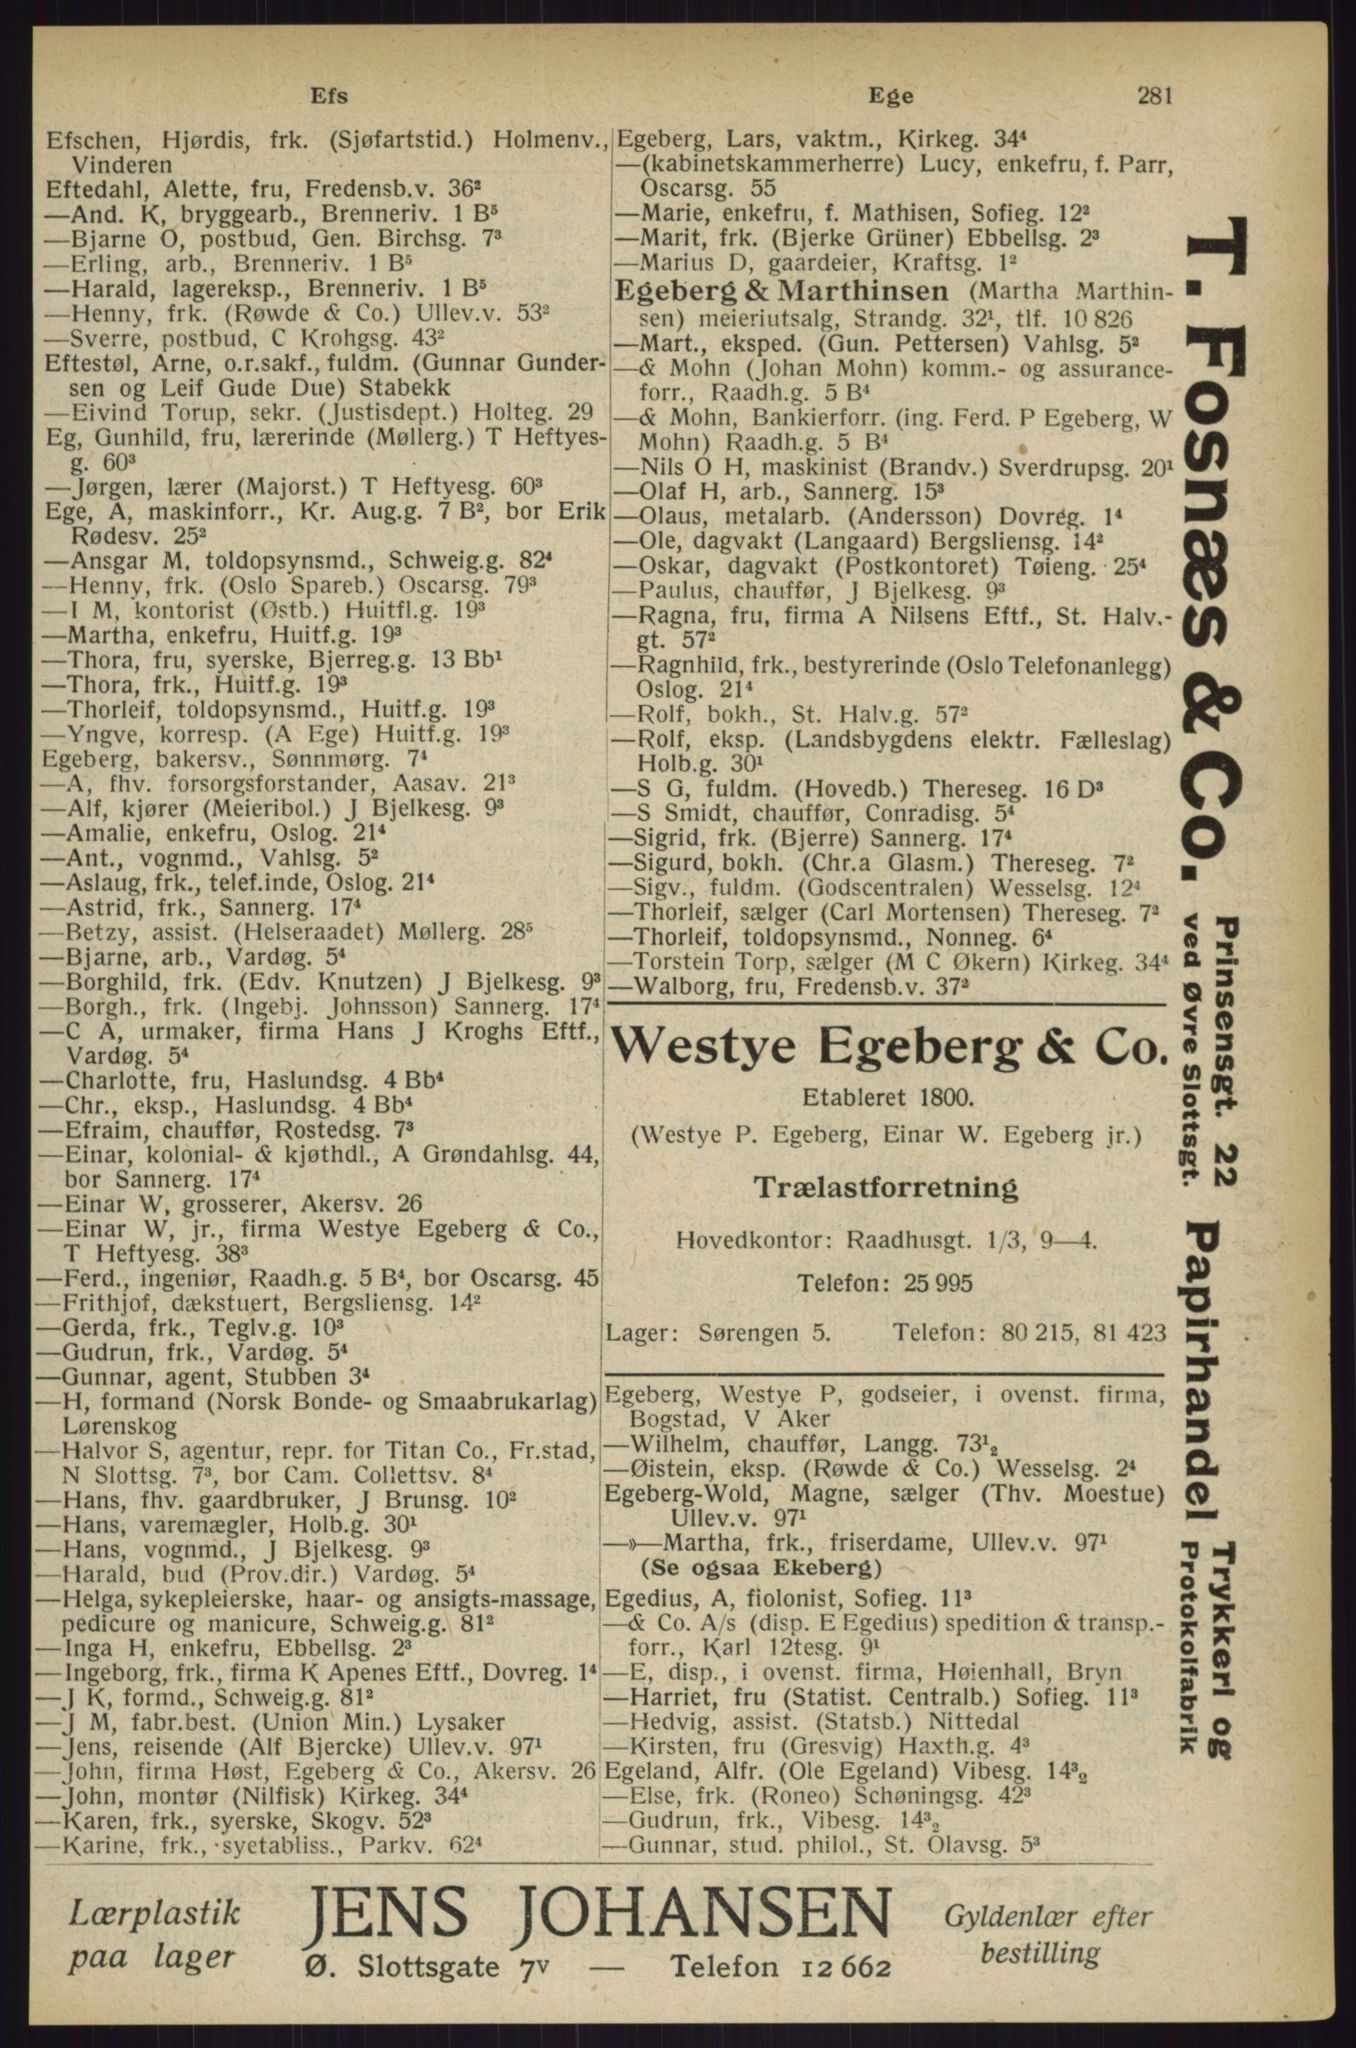 Efs
Ege
281
Efschen, Hjørdis, frk. (Sjøfartstid.) Holmenv.,
Vinderen
Eftedahl, Alette, fru, Fredensb.v. 36²
—And. K, bryggearb., Brenneriv. 1 B⁵
—Bjarne O, postbud, Gen. Birchsg. 7³
—Erling, arb., Brenneriv. 1 B⁵
—Harald, lagereksp., Brenneriv. 1 B⁵
—Henny, frk. (Røwde & Co.) Ullev.v. 53²
—Sverre, postbud, C Krohgsg. 43²
Eftestøl, Arne, o.r.sakf., fuldm. (Gunnar Gunder-
sen og Leif Gude Due) Stabekk
—Eivind Torup, sekr. (Justisdept.) Holteg. 29
Eg, Gunhild, fru, lærerinde (Møllerg.) T Heftyes-
g. 60³
—Jørgen, lærer (Majorst.) T Heftyesg. 60³
Ege, A, maskinforr., Kr. Aug.g. 7 B², bor Erik
Rødesv. 25²
—Ansgar M, toldopsynsmd., Schweig.g. 82⁴
—Henny, frk. (Oslo Spareb.) Oscarsg. 79³
—I M, kontorist (Østb.) Huitfl.g. 19³
—Martha, enkefru, Huitf.g. 19³
—Thora, fru, syerske, Bjerreg.g. 13 Bb¹
—Thora, frk., Huitf.g. 19³
—Thorleif, toldopsynsmd., Huitf.g. 19³
—Yngve, korresp. (A Ege) Huitf.g. 19³
Egeberg, bakersv., Sønnmørg. 7⁴
—A, fhv. forsorgsforstander, Aasav. 21³
—Alf, kjører (Meieribol.) J Bjelkesg. 9³
—Amalie, enkefru, Oslog. 21⁴
—Ant., vognmd., Vahlsg. 5²
—Aslaug, frk., telef.inde, Oslog. 21⁴
—Astrid, frk., Sannerg. 17⁴
—Betzy, assist. (Helseraadet) Møllerg. 28⁵
—Bjarne, arb., Vardøg. 5⁴
—Borghild, frk. (Edv. Knutzen) J Bjelkesg. 9³
—Borgh., frk. (Ingebj. Johnsson) Sannerg. 17⁴
—C A, urmaker, firma Hans J Kroghs Eftf.,
Vardøg. 5⁴
—Charlotte, fru, Haslundsg. 4 Bb⁴
—Chr., eksp., Haslundsg. 4 Bb⁴
—Efraim, chauffør, Rostedsg. 7³
—Einar, kolonial- & kjøthdl., A Grøndahlsg. 44,
bor Sannerg. 17⁴
—Einar W, grosserer, Akersv. 26
—Einar W, jr., firma Westye Egeberg & Co.,
T Heftyesg. 38³
—Ferd., ingeniør, Raadh.g. 5 B⁴, bor Oscarsg. 45
—Frithjof, dækstuert, Bergsliensg. 14²
—Gerda, frk., Teglv.g. 10³
—Gudrun, frk., Vardøg. 5⁴
—Gunnar, agent, Stubben 3⁴
—H, formand (Norsk Bonde- og Smaabrukarlag)
Lørenskog
—Halvor S, agentur, repr. for Titan Co., Fr.stad,
N Slottsg. 7³, bor Cam. Collettsv. 8⁴
—Hans, fhv. gaardbruker, J Brunsg. 10²
—Hans, varemægler, Holb.g. 30¹
—Hans, vognmd., J Bjelkesg. 9³
—Harald, bud (Prov.dir.) Vardøg. 5⁴
—Helga, sykepleierske, haar- og ansigts-massage,
pedicure og manicure, Schweig.g. 81²
—Inga H, enkefru, Ebbellsg. 2³
—Ingeborg, frk., firma K Apenes Eftf., Dovreg. 1⁴
—J K, formd., Schweig.g. 81²
—J M, fabr.best. (Union Min.) Lysaker
—Jens, reisende (Alf Bjercke) Ullev.v. 97¹
—John, firma Høst, Egeberg & Co., Akersv. 26
—John, montør (Nilfisk) Kirkeg. 34⁴
—Karen, frk., syerske, Skogv. 52³
—Karine, frk., syetabliss., Parkv. 62⁴
Egeberg, Lars, vaktm., Kirkeg. 34⁴
—(kabinetskammerherre) Lucy, enkefru, f. Parr,
Oscarsg. 55
—Marie, enkefru, f. Mathisen, Sofieg. 12²
—Marit, frk. (Bjerke Grüner) Ebbellsg. 2³
—Marius D, gaardeier, Kraftsg. 1²
Egeberg & Marthinsen (Martha Marthin-
sen) meieriutsalg, Strandg. 32¹, tlf. 10 826
—Mart., eksped. (Gun. Pettersen) Vahlsg. 5²
—& Mohn (Johan Mohn) komm.- og assurance-
forr., Raadh.g. 5 B⁴
—& Mohn, Bankierforr. (ing. Ferd. P Egeberg, W
Mohn) Raadh.g. 5 B⁴
—Nils O H, maskinist (Brandv.) Sverdrupsg. 20¹
—Olaf H, arb., Sannerg. 15³
—Olaus, metalarb. (Andersson) Dovreg. 1⁴
—Ole, dagvakt (Langaard) Bergsliensg. 14²
—Oskar, dagvakt (Postkontoret) Tøieng. 25⁴
—Paulus, chauffør, J Bjelkesg. 9³
—Ragna, fru, firma A Nilsens Eftf., St. Halv.-
gt. 57²
—Ragnhild, frk., bestyrerinde (Oslo Telefonanlegg)
Oslog. 21⁴
—Rolf, bokh., St. Halv.g. 57²
—Rolf, eksp. (Landsbygdens elektr. Fælleslag)
Holb.g. 30¹
—S G, fuldm. (Hovedb.) Thereseg. 16 D³
—S Smidt, chauffør, Conradisg. 5⁴
—Sigrid, frk. (Bjerre) Sannerg. 17⁴
—Sigurd, bokh. (Chr.a Glasm.) Thereseg. 7²
—Sigv., fuldm. (Godscentralen) Wesselsg. 12⁴
—Thorleif, sælger (Carl Mortensen) Thereseg. 7²
—Thorleif, toldopsynsmd., Nonneg. 6⁴
—Torstein Torp, sælger (M C Økern) Kirkeg. 34⁴
—Walborg, fru, Fredensb.v. 37²
Westye Egeberg & Co.
Etableret 1800.
(Westye P. Egeberg, Einar W. Egeberg jr.)
Trælastforretning
Hovedkontor: Raadhusgt. 1/3, 9—4.
Telefon: 25 995
Lager: Sørengen 5. Telefon: 80 215, 81 423
Egeberg, Westye P, godseier, i ovenst. firma,
Bogstad, V Aker
—Wilhelm, chauffør, Langg. 73¹₂
—Øistein, eksp. (Røwde & Co.) Wesselsg. 2⁴
Egeberg-Wold, Magne, sælger (Thv. Moestue)
Ullev.v. 97¹
—»—Martha, frk., friserdame, Ullev.v. 97¹
(Se ogsaa Ekeberg)
Egedius, A, fiolonist, Sofieg. 11³
—& Co. A/s (disp. E Egedius) spedition & transp.-
forr., Karl 12tesg. 9¹
—E, disp., i ovenst. firma, Høienhall, Bryn
—Harriet, fru (Statist. Centralb.) Sofieg. 11³
—Hedvig, assist. (Statsb.) Nittedal
—Kirsten, fru (Gresvig) Haxth.g. 4³
Egeland, Alfr. (Ole Egeland) Vibesg. 14³₂
—Else, frk. (Roneo) Schøningsg. 42³
—Gudrun, frk., Vibesg. 14³₂
—Gunnar, stud. philol., St. Olavsg. 5³
T. Fosnæs & Co.
Prinsensgt. 22
ved Øvre Slottsgt.
Papirhandel
Trykkeri og
Protokolfabrik
Lærplastik
paa lager
JENS JOHANSEN
Ø. Slottsgate 7ᵛ — Telefon 12 662
Gyldenlær efter
bestilling